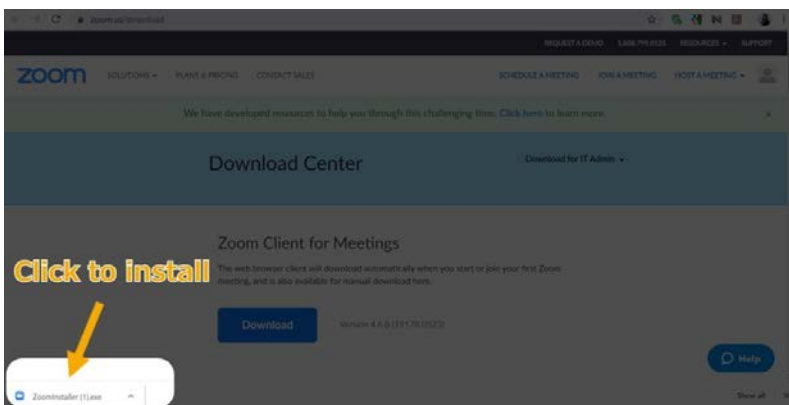 zoom.us/download
REQUEST A DEMO 1.888.799.0125 RESOURCES SUPPORT
zoom SOLUTIONS PLANS & PRICING CONTACT SALES SCHEDULE A MEETING JOIN A MEETING HOST A MEETING
We have developed resources to help you through this challenging time. Click here to learn more.
Download Center
Download for IT Admin
Zoom Client for Meetings
Click to install
The web browser client will download automatically when you start or join your first Zoom
meeting, and is also available for manual download here.
Download
Help
ZoomInstaller (1).exe
Show all